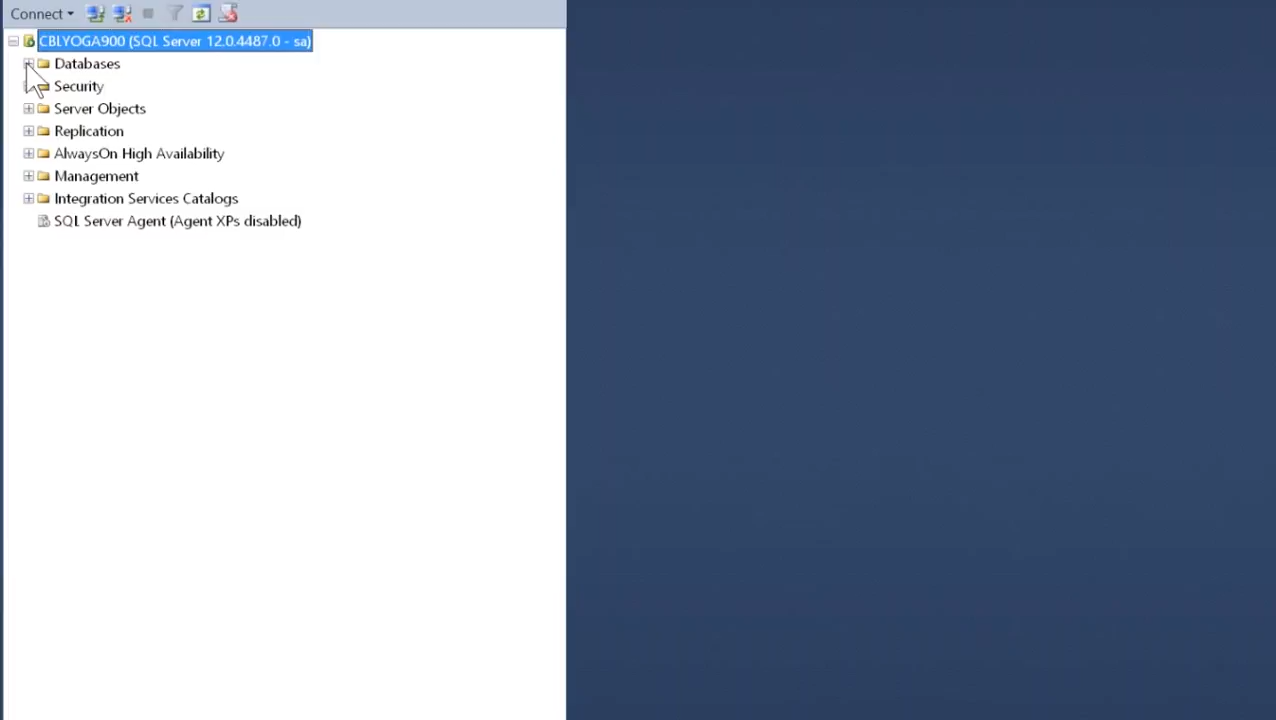 Connect
CBLYOGA900 (SQL Server 12.0.4487.0 - sa)
Databases
Security
Server Objects
Replication
AlwaysOn High Availability
Management
Integration Services Catalogs
SQL Server Agent (Agent XPs disabled)